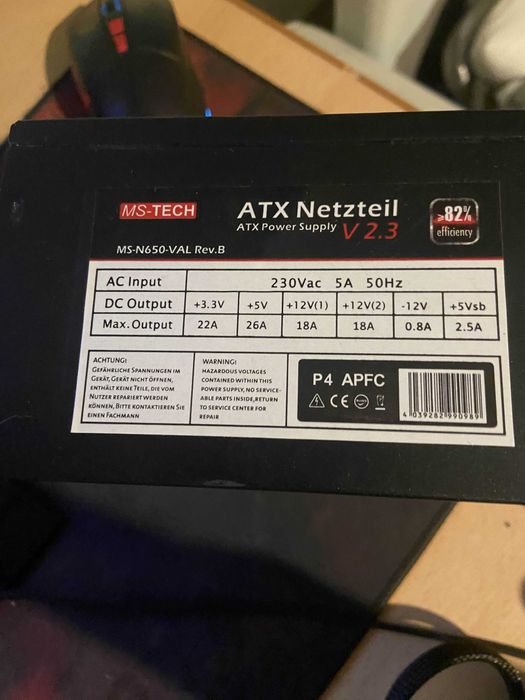 MS-TECH
ATX Netzteil
ATX Power Supply V 2.3
≥82%
efficiency
MS-N650-VAL Rev.B
AC Input 230Vac 5A 50Hz
DC Output +3.3V +5V +12V(1) +12V(2) -12V +5Vsb
Max.Output 22A 26A 18A 18A 0.8A 2.5A
ACHTUNG:
GEFÄHRLICHE SPANNUNGEN IM
GERÄT, GERÄT NICHT ÖFFNEN,
ENTHÄLT KEINE TEILE, DIE VOM
NUTZER REPARIERT WERDEN
KÖNNEN, BITTE KONTAKTIEREN SIE
EINEN FACHMANN
WARNING:
HAZARDOUS VOLTAGES
CONTAINED WITHIN THIS
POWER SUPPLY, NO SERVICE-
ABLE PARTS INSIDE,RETURN
TO SERVICE CENTER FOR
REPAIR
P4 APFC
CE
4 039282 990989